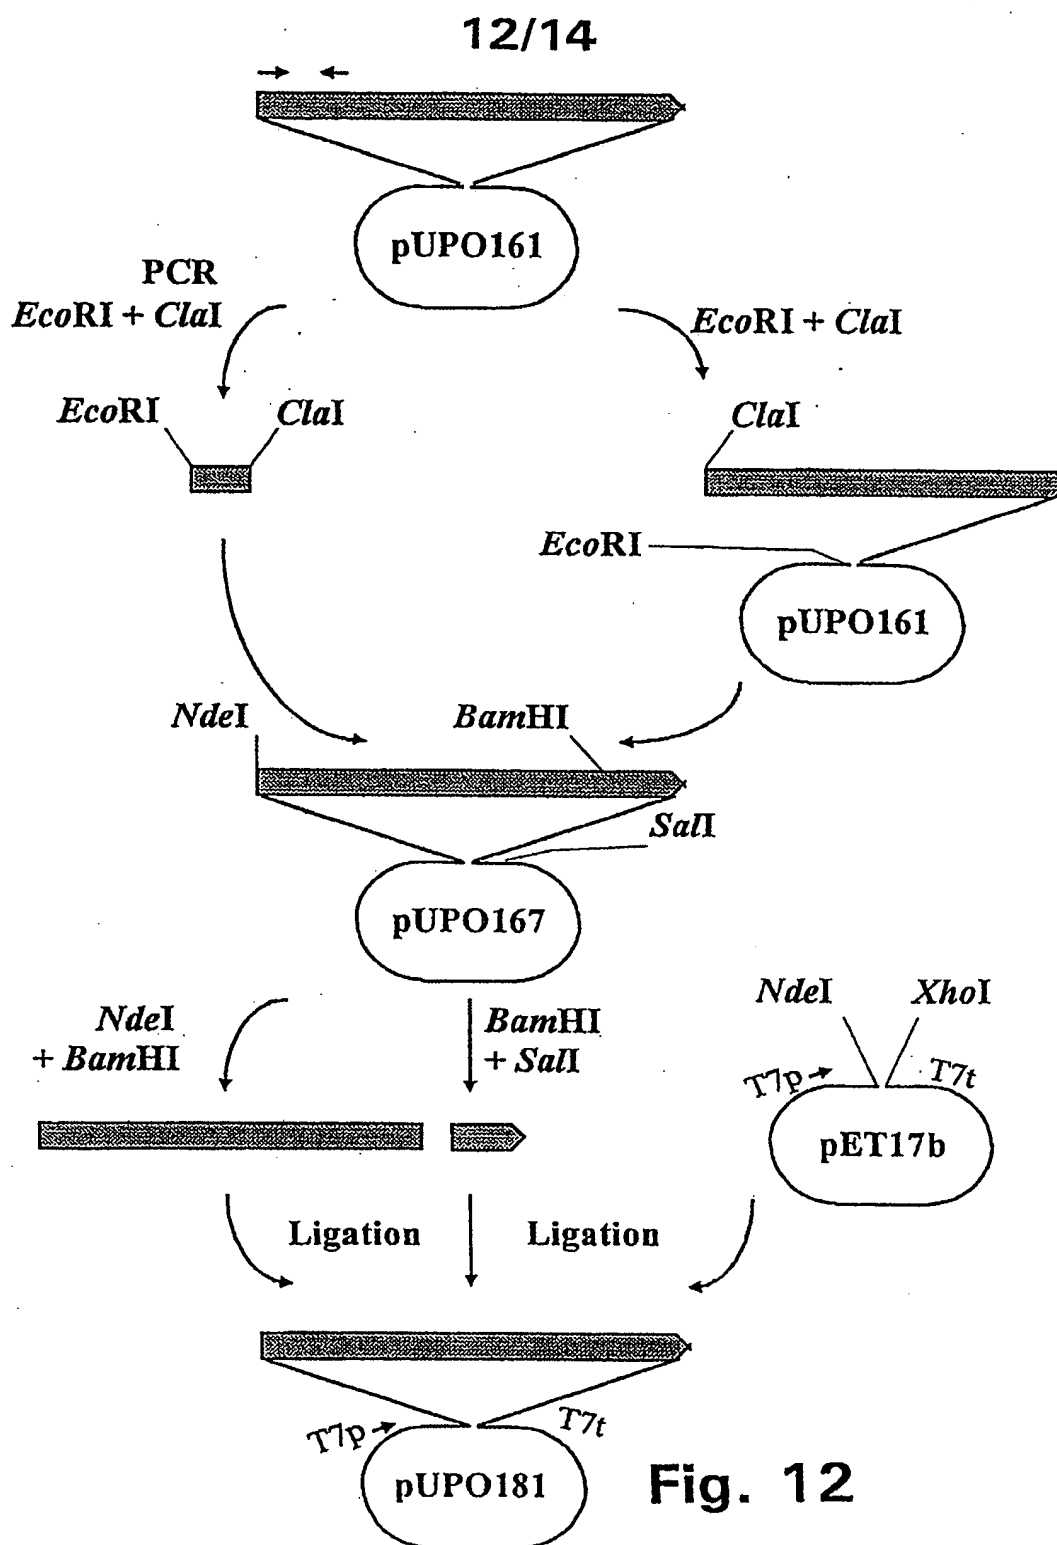 12/14
pUPO161
PCR
EcoRI + ClaI
EcoRI + ClaI
EcoRI
ClaI
ClaI
EcoRI
pUPO161
NdeI
BamHI
SalI
pUPO167
NdeI
XhoI
NdeI
+ BamHI
BamHI
+ SalI
T7p
T7t
pET17b
Ligation
Ligation
T7p
T7t
pUPO181
Fig. 12